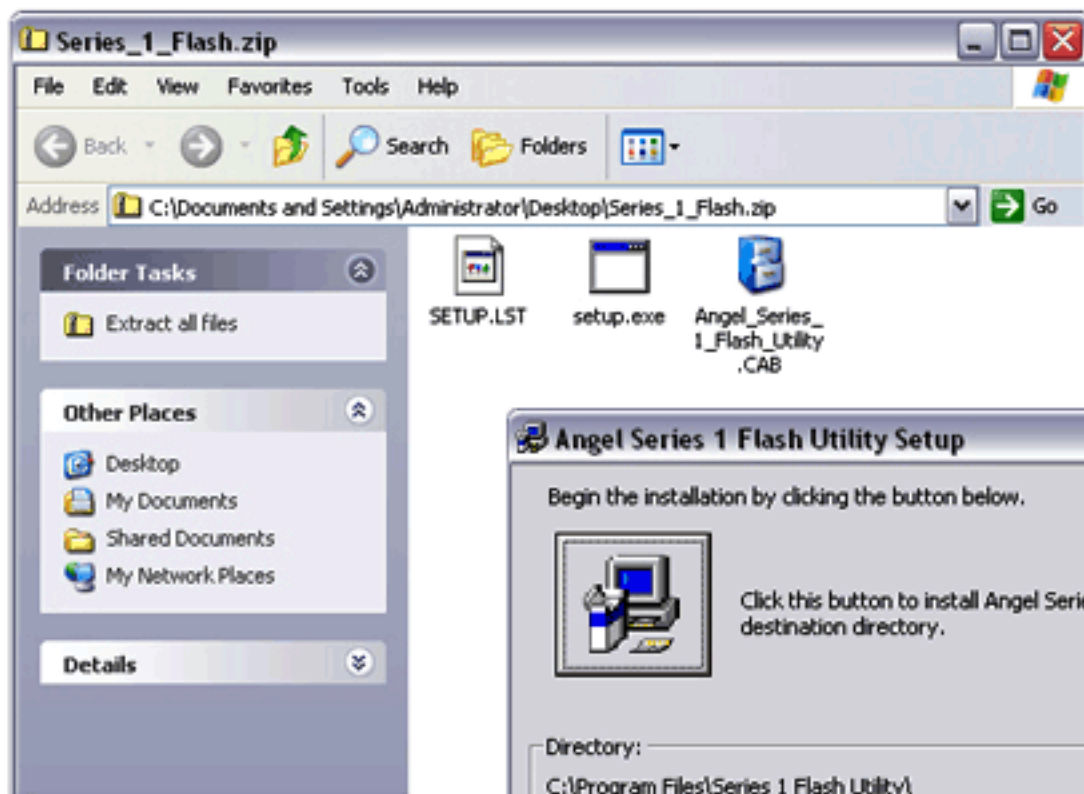 Series_1_Flash.zip
File Edit View Favorites Tools Help
Back Search Folders
Address C:\Documents and Settings\Administrator\Desktop\Series_1_Flash.zip Go
Folder Tasks
Extract all files
Other Places
Desktop
My Documents
Shared Documents
My Network Places
Details
SETUP.LST
setup.exe
Angel_Series_
1_Flash_Utility
.CAB
Angel Series 1 Flash Utility Setup
Begin the installation by clicking the button below.
Click this button to install Angel Serie
destination directory.
Directory:
C:\Program Files\Series 1 Flash Utility\